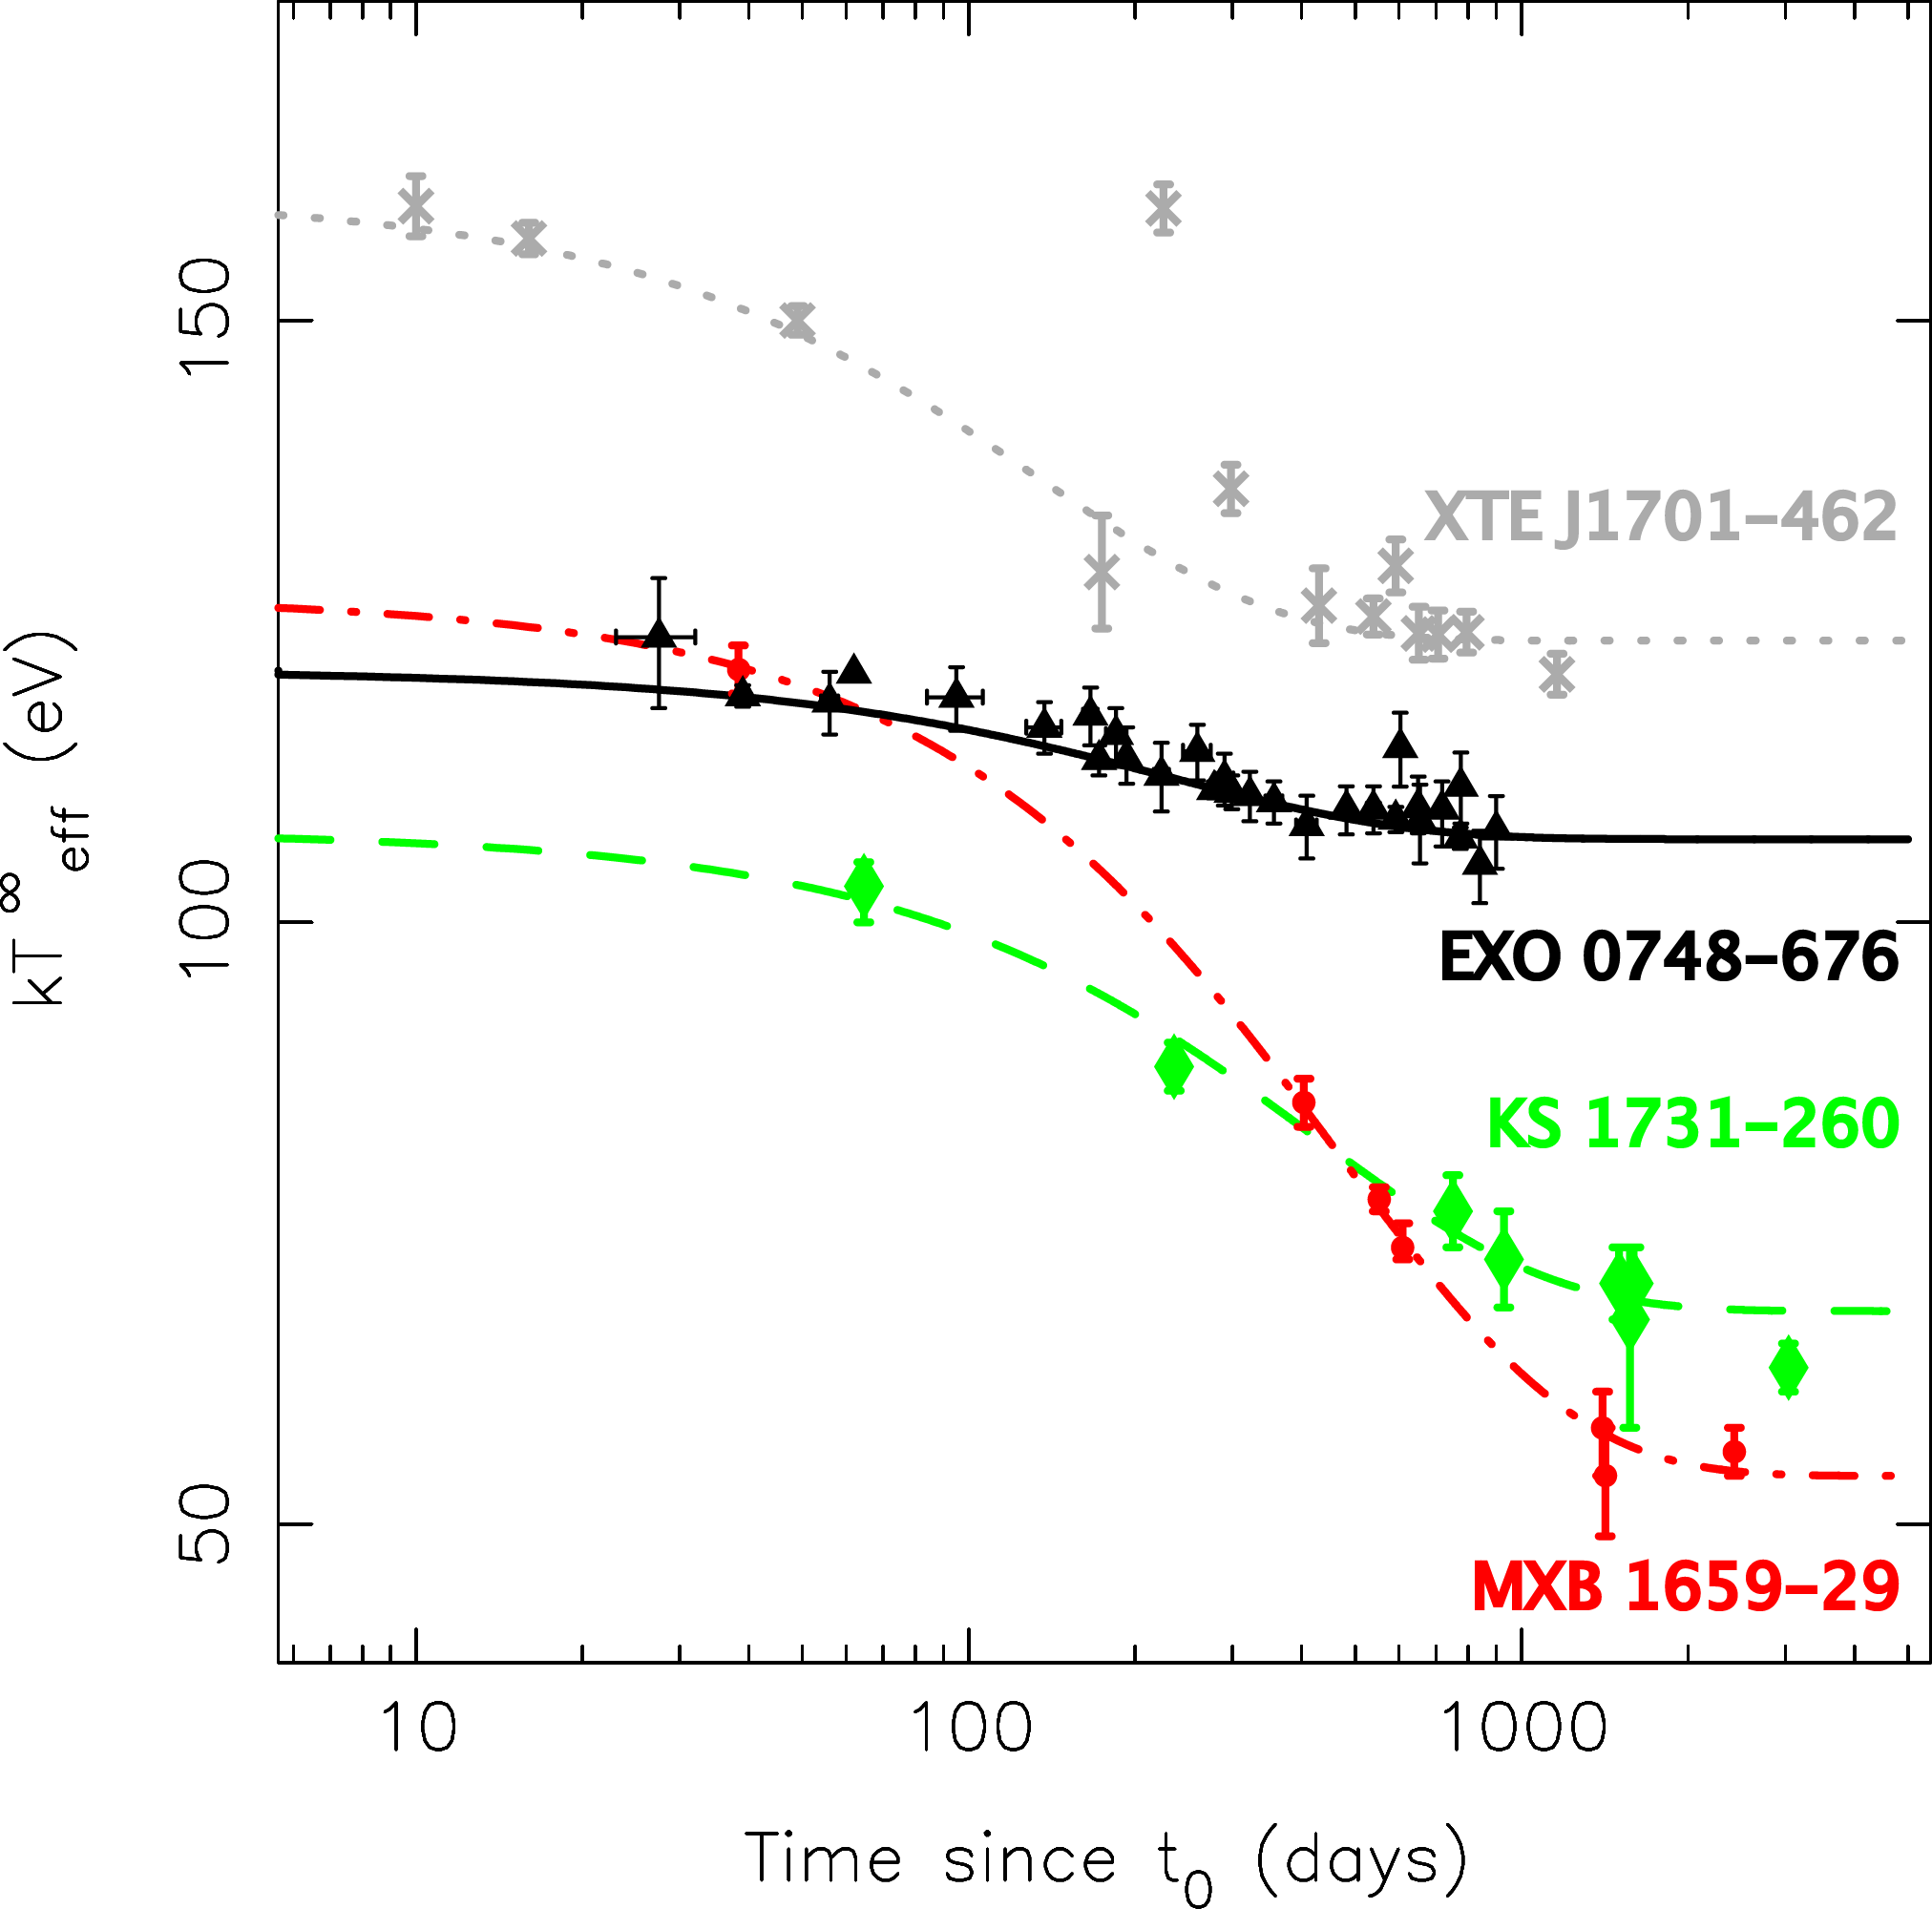 150
100
50
kT∞eff (eV)
XTE J1701–462
EXO 0748–676
KS 1731–260
MXB 1659–29
10 100 1000
Time since t0 (days)